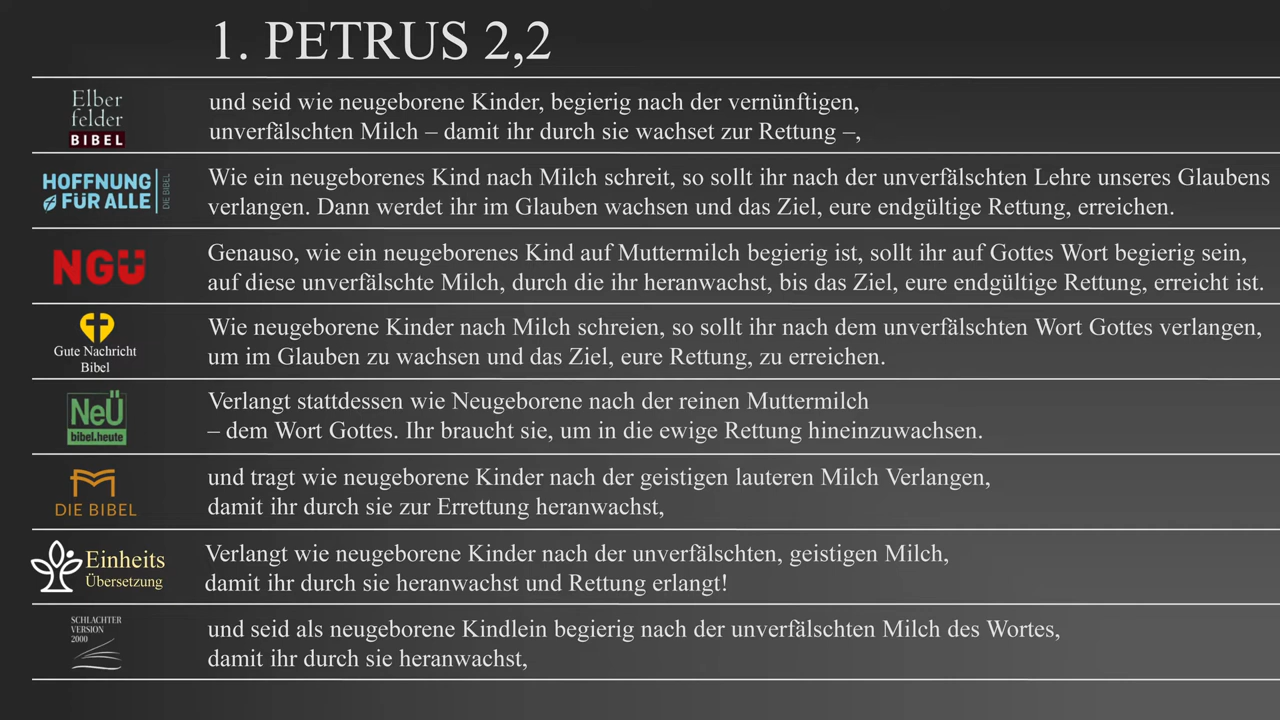 1. PETRUS 2,2
Elber
felder
BIBEL
und seid wie neugeborene Kinder, begierig nach der vernünftigen,
unverfälschten Milch – damit ihr durch sie wachset zur Rettung –,
HOFFNUNG
FÜR ALLE
DIE BIBEL
Wie ein neugeborenes Kind nach Milch schreit, so sollt ihr nach der unverfälschten Lehre unseres Glaubens
verlangen. Dann werdet ihr im Glauben wachsen und das Ziel, eure endgültige Rettung, erreichen.
NGÜ
Genauso, wie ein neugeborenes Kind auf Muttermilch begierig ist, sollt ihr auf Gottes Wort begierig sein,
auf diese unverfälschte Milch, durch die ihr heranwachst, bis das Ziel, eure endgültige Rettung, erreicht ist.
Gute Nachricht
Bibel
Wie neugeborene Kinder nach Milch schreien, so sollt ihr nach dem unverfälschten Wort Gottes verlangen,
um im Glauben zu wachsen und das Ziel, eure Rettung, zu erreichen.
NeÜ
bibel.heute
Verlangt stattdessen wie Neugeborene nach der reinen Muttermilch
– dem Wort Gottes. Ihr braucht sie, um in die ewige Rettung hineinzuwachsen.
DIE BIBEL
und tragt wie neugeborene Kinder nach der geistigen lauteren Milch Verlangen,
damit ihr durch sie zur Errettung heranwachst,
Einheits
Übersetzung
Verlangt wie neugeborene Kinder nach der unverfälschten, geistigen Milch,
damit ihr durch sie heranwachst und Rettung erlangt!
SCHLACHTER
VERSION
2000
und seid als neugeborene Kindlein begierig nach der unverfälschten Milch des Wortes,
damit ihr durch sie heranwachst,